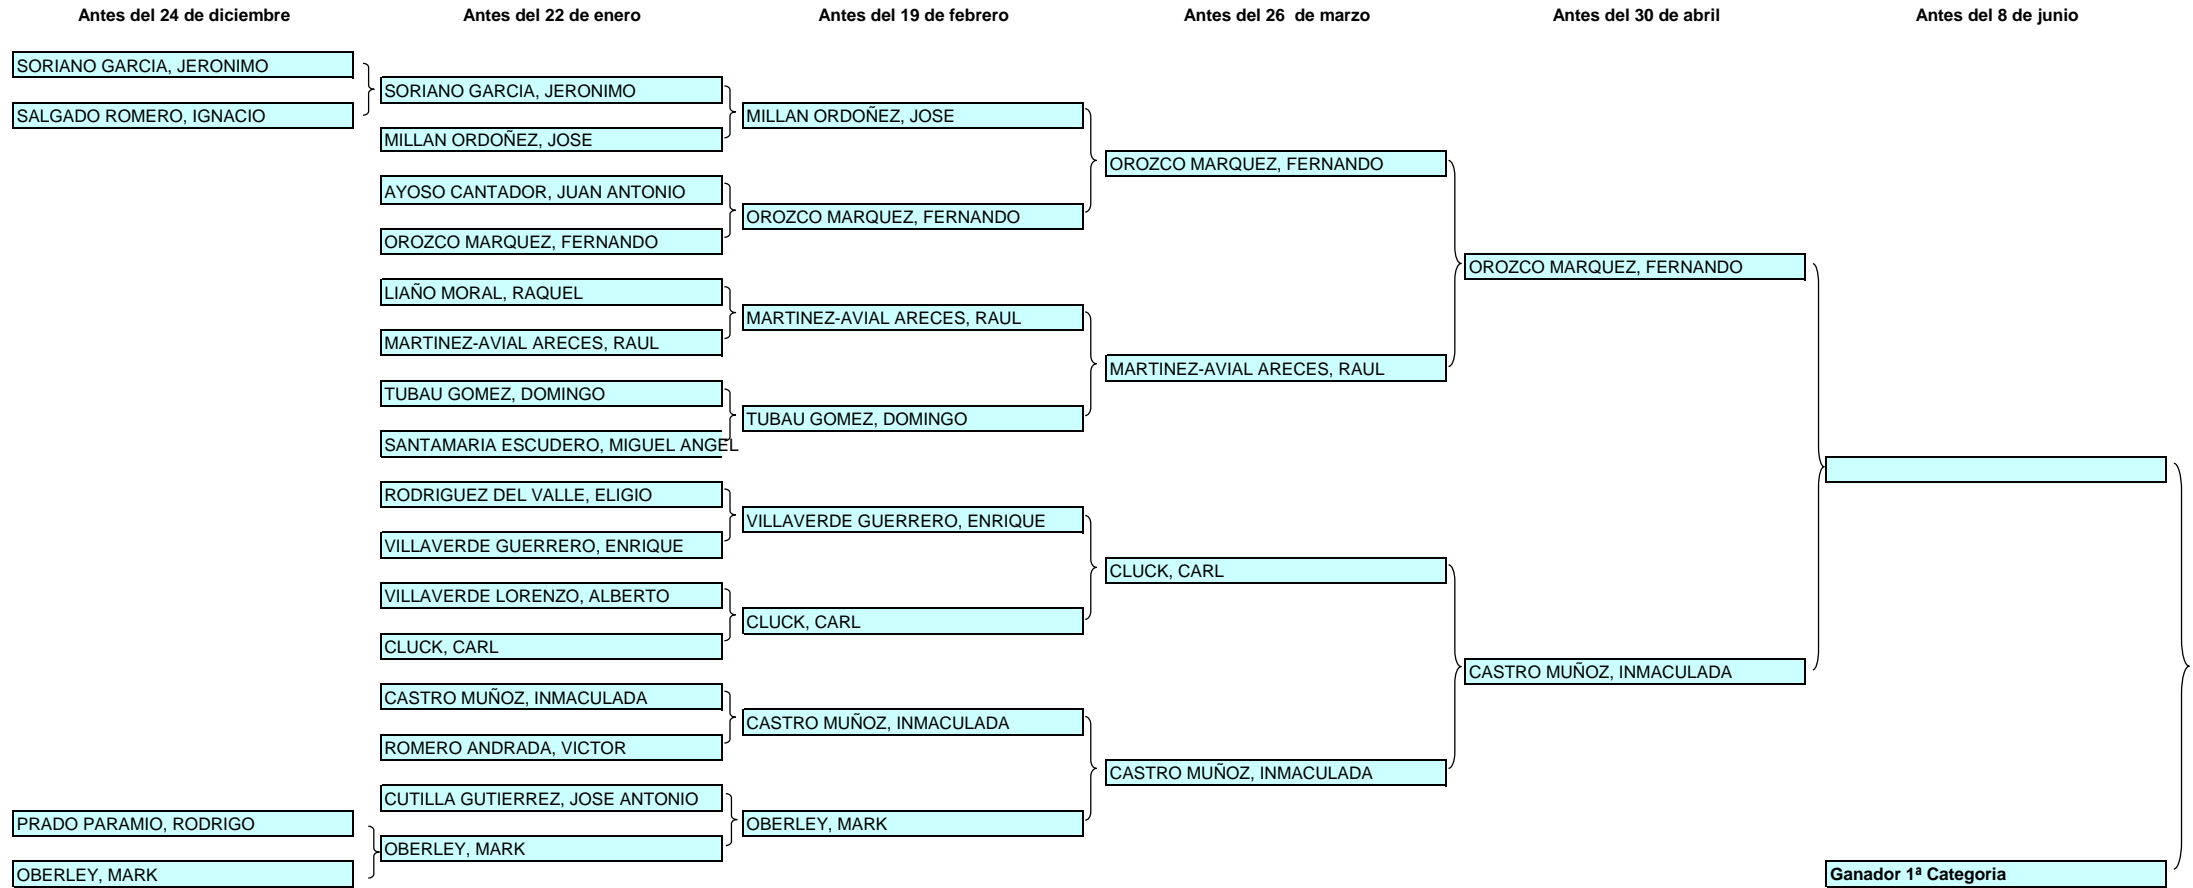 Antes del 24 de diciembre
Antes del 22 de enero
Antes del 19 de febrero
Antes del 26  de marzo
Antes del 30 de abril
Antes del 8 de junio
SORIANO GARCIA, JERONIMO
SALGADO ROMERO, IGNACIO
PRADO PARAMIO, RODRIGO
OBERLEY, MARK
SORIANO GARCIA, JERONIMO
MILLAN ORDOÑEZ, JOSE
AYOSO CANTADOR, JUAN ANTONIO
OROZCO MARQUEZ, FERNANDO
LIAÑO MORAL, RAQUEL
MARTINEZ-AVIAL ARECES, RAUL
TUBAU GOMEZ, DOMINGO
SANTAMARIA ESCUDERO, MIGUEL ANGEL
RODRIGUEZ DEL VALLE, ELIGIO
VILLAVERDE GUERRERO, ENRIQUE
VILLAVERDE LORENZO, ALBERTO
CLUCK, CARL
CASTRO MUÑOZ, INMACULADA
ROMERO ANDRADA, VICTOR
CUTILLA GUTIERREZ, JOSE ANTONIO
OBERLEY, MARK
MILLAN ORDOÑEZ, JOSE
OROZCO MARQUEZ, FERNANDO
MARTINEZ-AVIAL ARECES, RAUL
TUBAU GOMEZ, DOMINGO
VILLAVERDE GUERRERO, ENRIQUE
CLUCK, CARL
CASTRO MUÑOZ, INMACULADA
OBERLEY, MARK
OROZCO MARQUEZ, FERNANDO
MARTINEZ-AVIAL ARECES, RAUL
CLUCK, CARL
CASTRO MUÑOZ, INMACULADA
OROZCO MARQUEZ, FERNANDO
CASTRO MUÑOZ, INMACULADA
Ganador 1ª Categoria